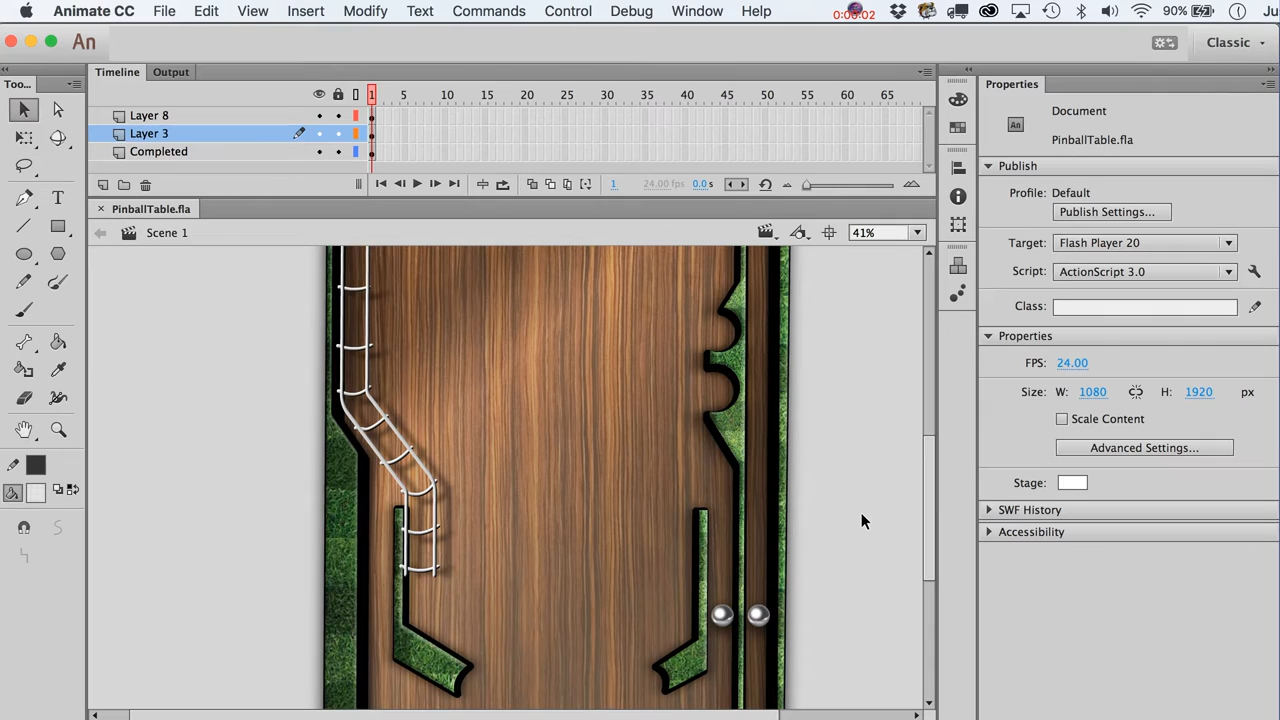 Animate CC File Edit View Insert Modify Text Commands Control Debug Window Help 0:00:02 90% Ju
An Classic
Too... Timeline Output Properties
1 5 10 15 20 25 30 35 40 45 50 55 60 65
Layer 8
Layer 3
Completed
1 24.00 fps 0.0 s
PinballTable.fla
Scene 1 41%
T
Document
An PinballTable.fla
Publish
Profile: Default
Publish Settings...
Target: Flash Player 20
Script: ActionScript 3.0
Class:
Properties
FPS: 24.00
Size: W: 1080 H: 1920 px
Scale Content
Advanced Settings...
Stage:
SWF History
Accessibility